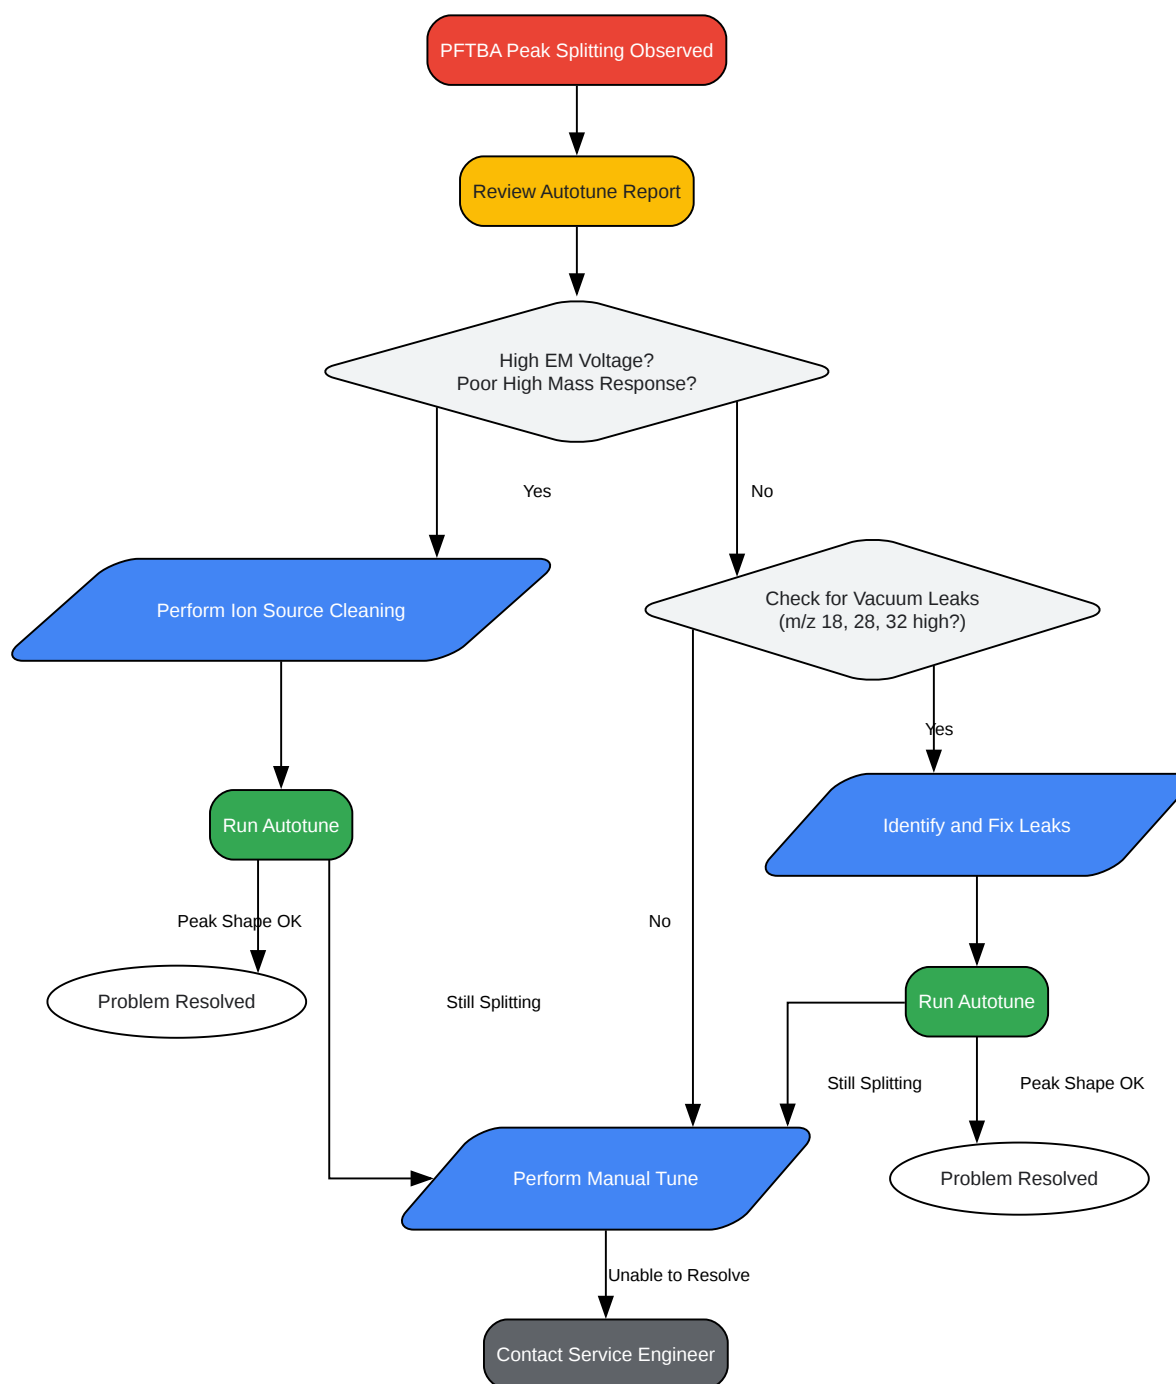 PFTBA Peak Splitting Observed
Review Autotune Report
High EM Voltage?
Poor High Mass Response?
Yes
No
Check for Vacuum Leaks
(m/z 18, 28, 32 high?)
Perform Ion Source Cleaning
Yes
Run Autotune
Identify and Fix Leaks
Peak Shape OK
No
Problem Resolved
Still Splitting
Run Autotune
Still Splitting
Peak Shape OK
Perform Manual Tune
Problem Resolved
Unable to Resolve
Contact Service Engineer